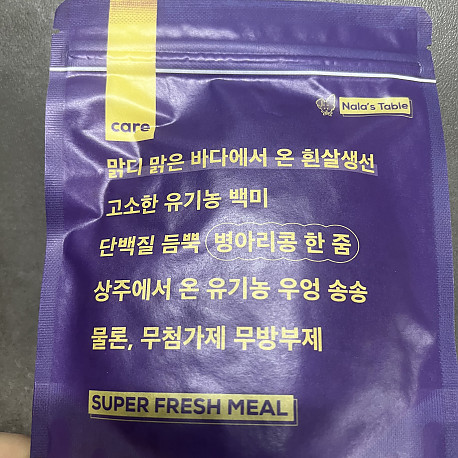 Nala's Table
care
맑디 맑은 바다에서 온 흰살생선
고소한 유기농 백미
단백질 듬뿍 병아리콩 한 줌
상주에서 온 유기농 우엉 송송
물론, 무첨가제 무방부제
SUPER FRESH MEAL